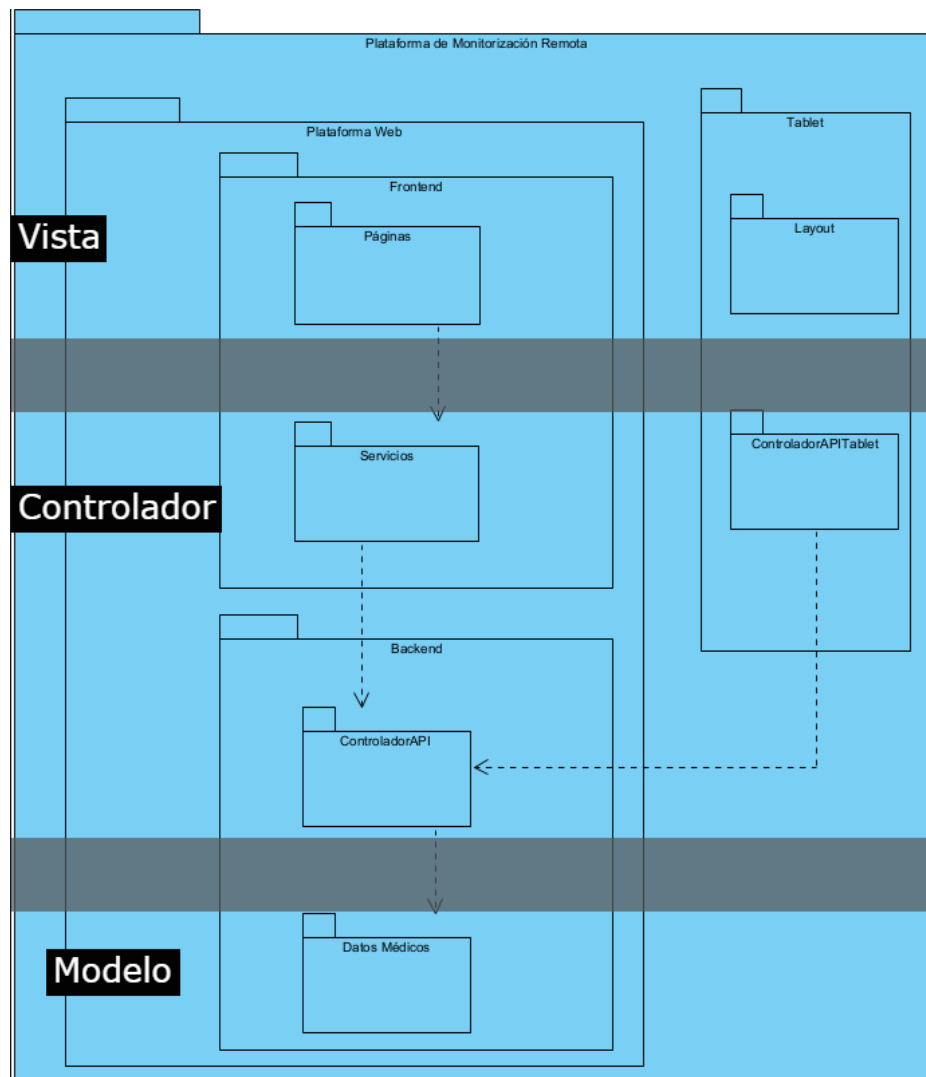 Plataforma de Monitorización Remota
Plataforma Web
Tablet
Frontend
Vista
Páginas
Layout
Servicios
ControladorAPITablet
Controlador
Backend
ControladorAPI
Datos Médicos
Modelo